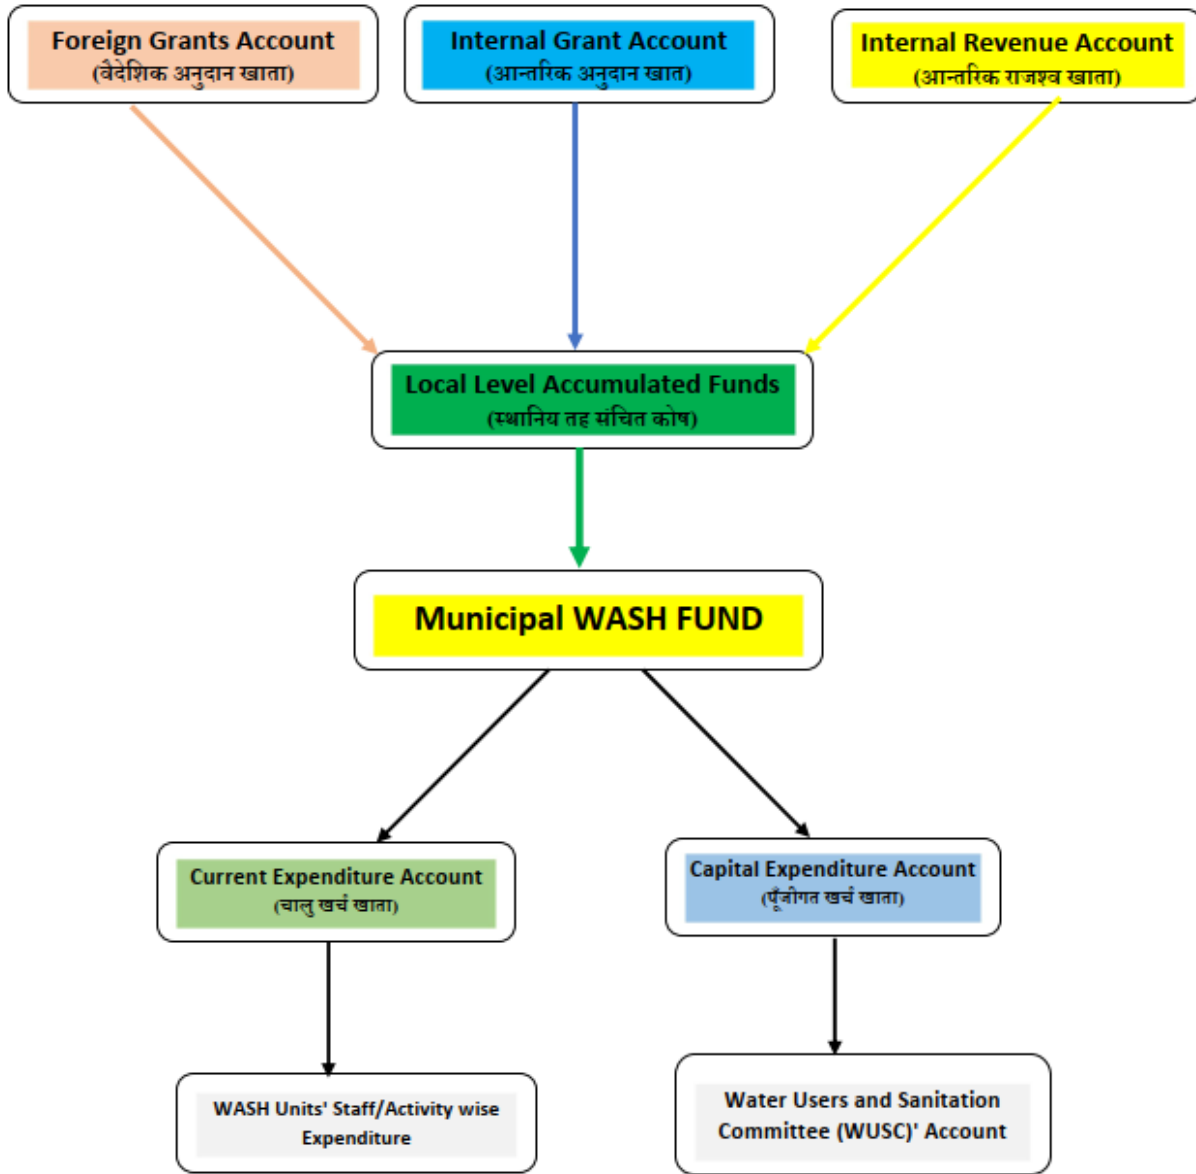 Foreign Grants Account
(वैदेशिक अनुदान खाता)
Internal Grant Account
(आन्तरिक अनुदान खात)
Internal Revenue Account
(आन्तरिक राजश्व खाता)
Local Level Accumulated Funds
(स्थानिय तह संचित कोष)
Municipal WASH FUND
Current Expenditure Account
(चालु खर्च खाता)
Capital Expenditure Account
(पूँजीगत खर्च खाता)
WASH Units' Staff/Activity wise
Expenditure
Water Users and Sanitation
Committee (WUSC)' Account